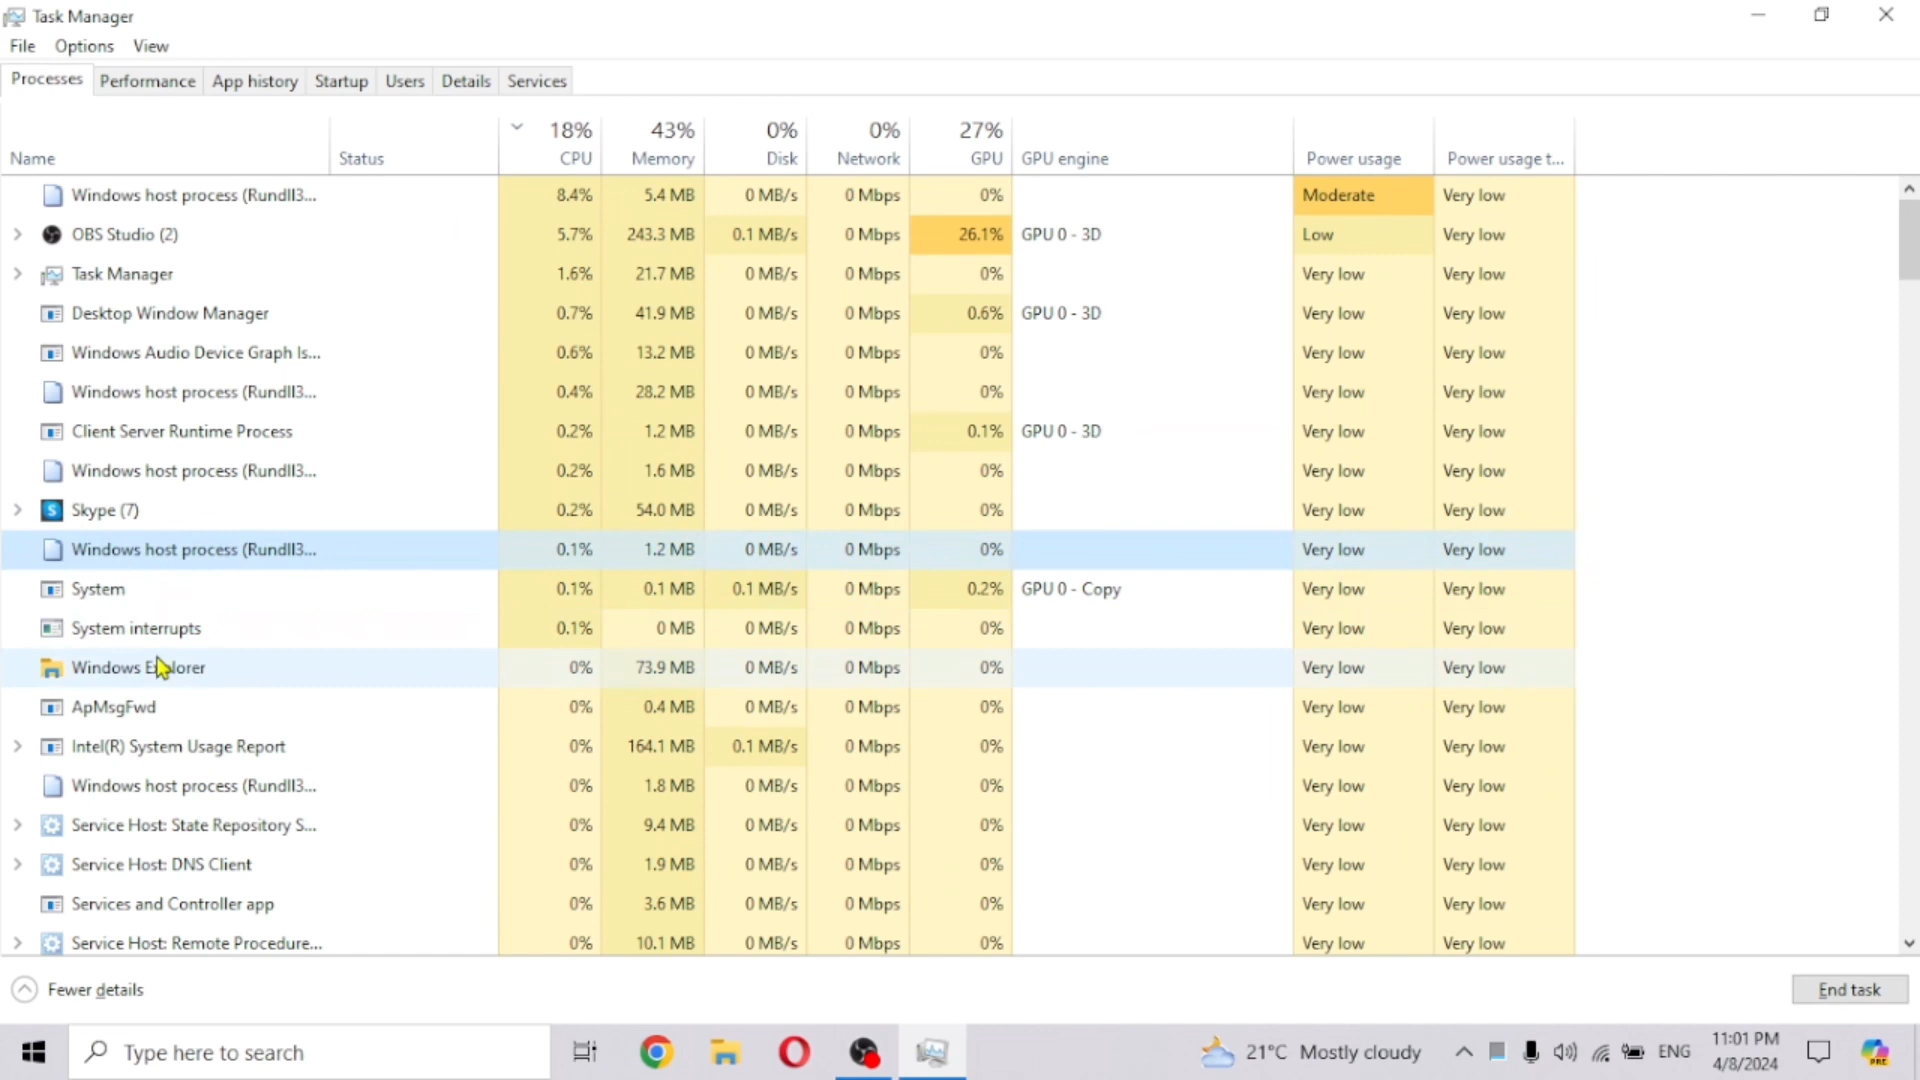 Task Manager
File Options View
Processes Performance App history Startup Users Details Services
18% 43% 0% 0% 27%
Name Status CPU Memory Disk Network GPU GPU engine Power usage Power usage t...
Windows host process (Rundll3... 8.4% 5.4 MB 0 MB/s 0 Mbps 0% Moderate Very low
OBS Studio (2) 5.7% 243.3 MB 0.1 MB/s 0 Mbps 26.1% GPU 0 - 3D Low Very low
Task Manager 1.6% 21.7 MB 0 MB/s 0 Mbps 0% Very low Very low
Desktop Window Manager 0.7% 41.9 MB 0 MB/s 0 Mbps 0.6% GPU 0 - 3D Very low Very low
Windows Audio Device Graph Is... 0.6% 13.2 MB 0 MB/s 0 Mbps 0% Very low Very low
Windows host process (Rundll3... 0.4% 28.2 MB 0 MB/s 0 Mbps 0% Very low Very low
Client Server Runtime Process 0.2% 1.2 MB 0 MB/s 0 Mbps 0.1% GPU 0 - 3D Very low Very low
Windows host process (Rundll3... 0.2% 1.6 MB 0 MB/s 0 Mbps 0% Very low Very low
Skype (7) 0.2% 54.0 MB 0 MB/s 0 Mbps 0% Very low Very low
Windows host process (Rundll3... 0.1% 1.2 MB 0 MB/s 0 Mbps 0% Very low Very low
System 0.1% 0.1 MB 0.1 MB/s 0 Mbps 0.2% GPU 0 - Copy Very low Very low
System interrupts 0.1% 0 MB 0 MB/s 0 Mbps 0% Very low Very low
Windows Explorer 0% 73.9 MB 0 MB/s 0 Mbps 0% Very low Very low
ApMsgFwd 0% 0.4 MB 0 MB/s 0 Mbps 0% Very low Very low
Intel(R) System Usage Report 0% 164.1 MB 0.1 MB/s 0 Mbps 0% Very low Very low
Windows host process (Rundll3... 0% 1.8 MB 0 MB/s 0 Mbps 0% Very low Very low
Service Host: State Repository S... 0% 9.4 MB 0 MB/s 0 Mbps 0% Very low Very low
Service Host: DNS Client 0% 1.9 MB 0 MB/s 0 Mbps 0% Very low Very low
Services and Controller app 0% 3.6 MB 0 MB/s 0 Mbps 0% Very low Very low
Service Host: Remote Procedure... 0% 10.1 MB 0 MB/s 0 Mbps 0% Very low Very low
Fewer details End task
Type here to search 21°C Mostly cloudy ENG 11:01 PM
4/8/2024
PRE